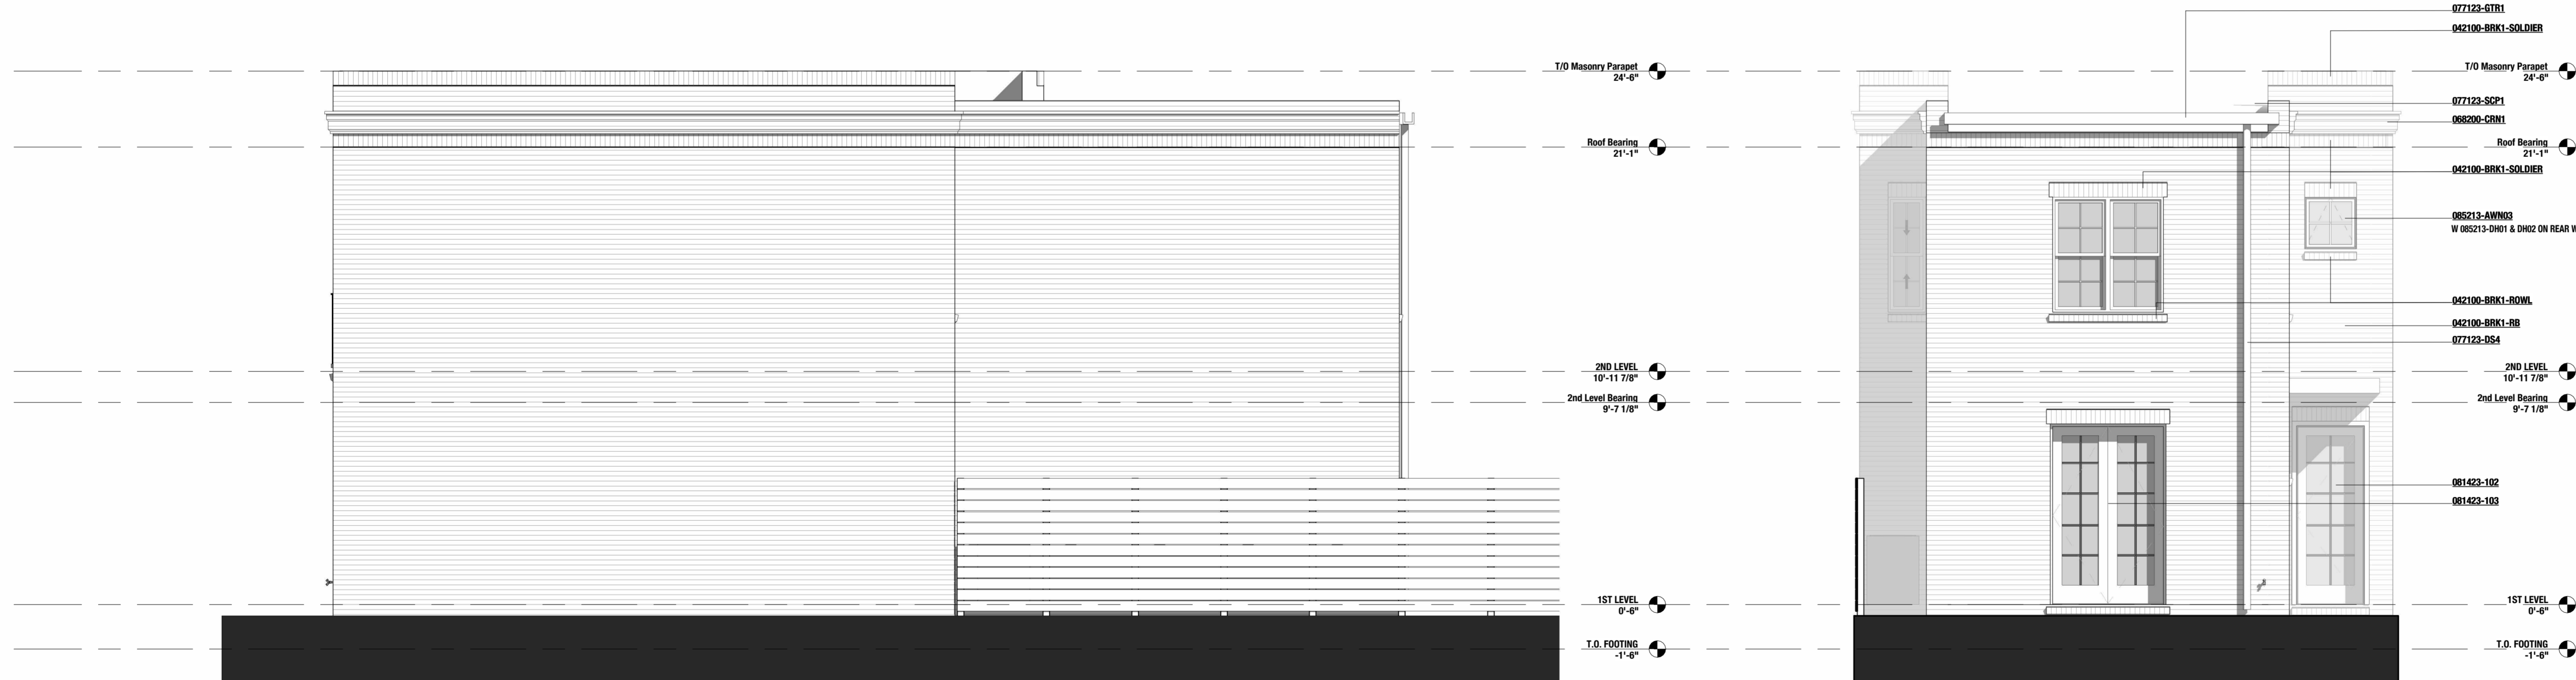 077123-GTR1
042100-BRK1-SOLDIER
T/O Masonry Parapet
24'-6"
T/O Masonry Parapet
24'-6"
077123-SCP1
068200-CRN1
Roof Bearing
21'-1"
Roof Bearing
21'-1"
042100-BRK1-SOLDIER
085213-AWN03
W 085213-DH01 & DH02 ON REAR
042100-BRK1-ROWL
042100-BRK1-RB
077123-DS4
2ND LEVEL
10'-11 7/8"
2ND LEVEL
10'-11 7/8"
2nd Level Bearing
9'-7 1/8"
2nd Level Bearing
9'-7 1/8"
081423-102
081423-103
1ST LEVEL
0'-6"
1ST LEVEL
0'-6"
T.O. FOOTING
-1'-6"
T.O. FOOTING
-1'-6"